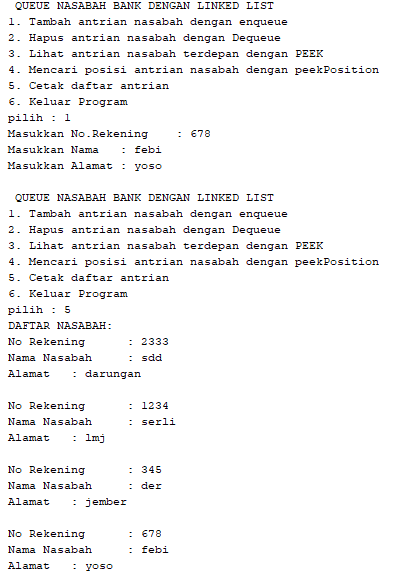 QUEUE NASABAH BANK DENGAN LINKED LIST
1. Tambah antrian nasabah dengan enqueue
2. Hapus antrian nasabah dengan Dequeue
3. Lihat antrian nasabah terdepan dengan PEEK
4. Mencari posisi antrian nasabah dengan peekPosition
5. Cetak daftar antrian
6. Keluar Program
pilih : 1
Masukkan No.Rekening : 678
Masukkan Nama : febi
Masukkan Alamat : yoso
QUEUE NASABAH BANK DENGAN LINKED LIST
1. Tambah antrian nasabah dengan enqueue
2. Hapus antrian nasabah dengan Dequeue
3. Lihat antrian nasabah terdepan dengan PEEK
4. Mencari posisi antrian nasabah dengan peekPosition
5. Cetak daftar antrian
6. Keluar Program
pilih : 5
DAFTAR NASABAH:
No Rekening : 2333
Nama Nasabah : sdd
Alamat : darungan
No Rekening : 1234
Nama Nasabah : serli
Alamat : lmj
No Rekening : 345
Nama Nasabah : der
Alamat : jember
No Rekening : 678
Nama Nasabah : febi
Alamat : yoso